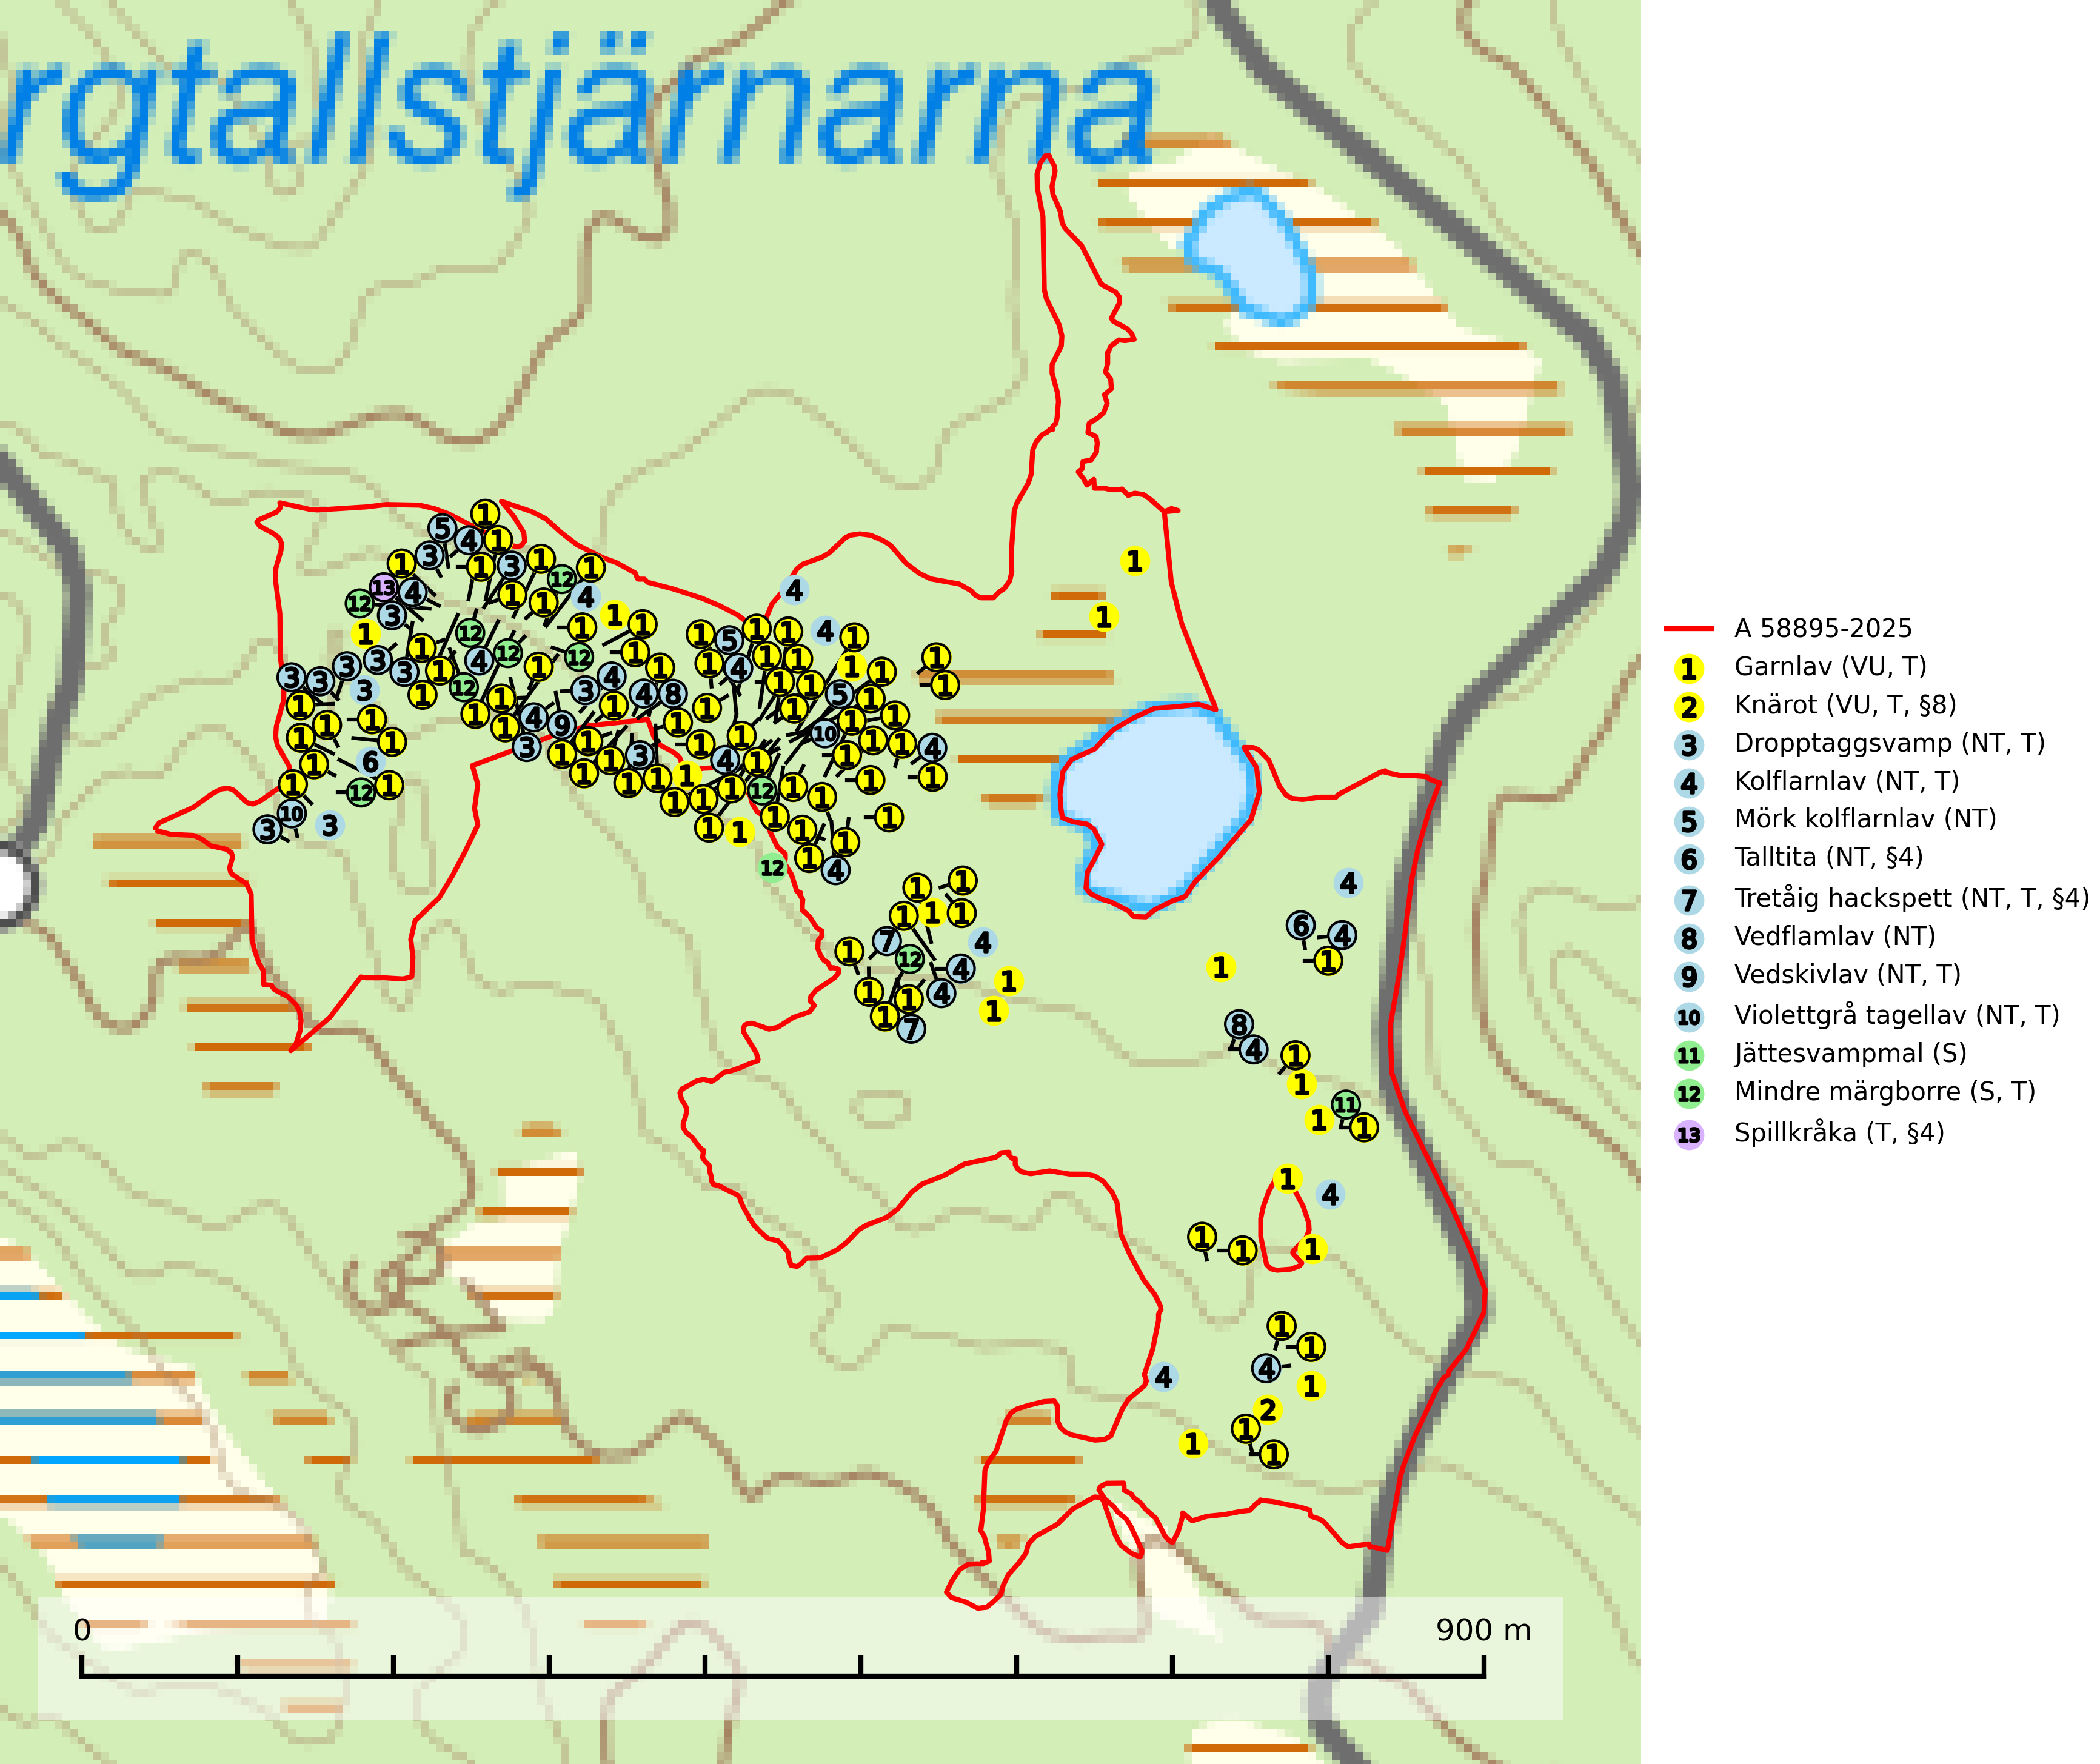 rgtallstjärnarna
A 58895-2025
1 Garnlav (VU, T)
2 Knärot (VU, T, §8)
3 Dropptaggsvamp (NT, T)
4 Kolflarnlav (NT, T)
5 Mörk kolflarnlav (NT)
6 Talltita (NT, §4)
7 Tretåig hackspett (NT, T, §4)
8 Vedflamlav (NT)
9 Vedskivlav (NT, T)
10 Violettgrå tagellav (NT, T)
11 Jättesvampmal (S)
12 Mindre märgborre (S, T)
13 Spillkråka (T, §4)
0 900 m